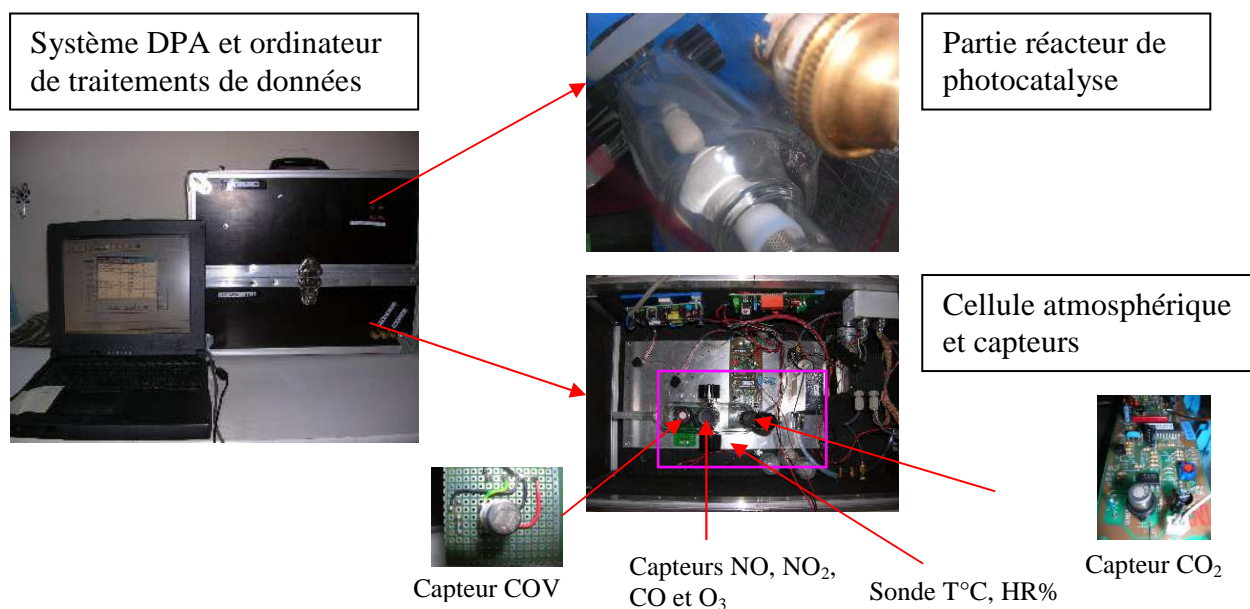 Système DPA et ordinateur
de traitements de données
Partie réacteur de
photocatalyse
Cellule atmosphérique
et capteurs
Capteur COV
Capteurs NO, NO₂,
CO et O₃
Sonde T°C, HR%
Capteur CO₂